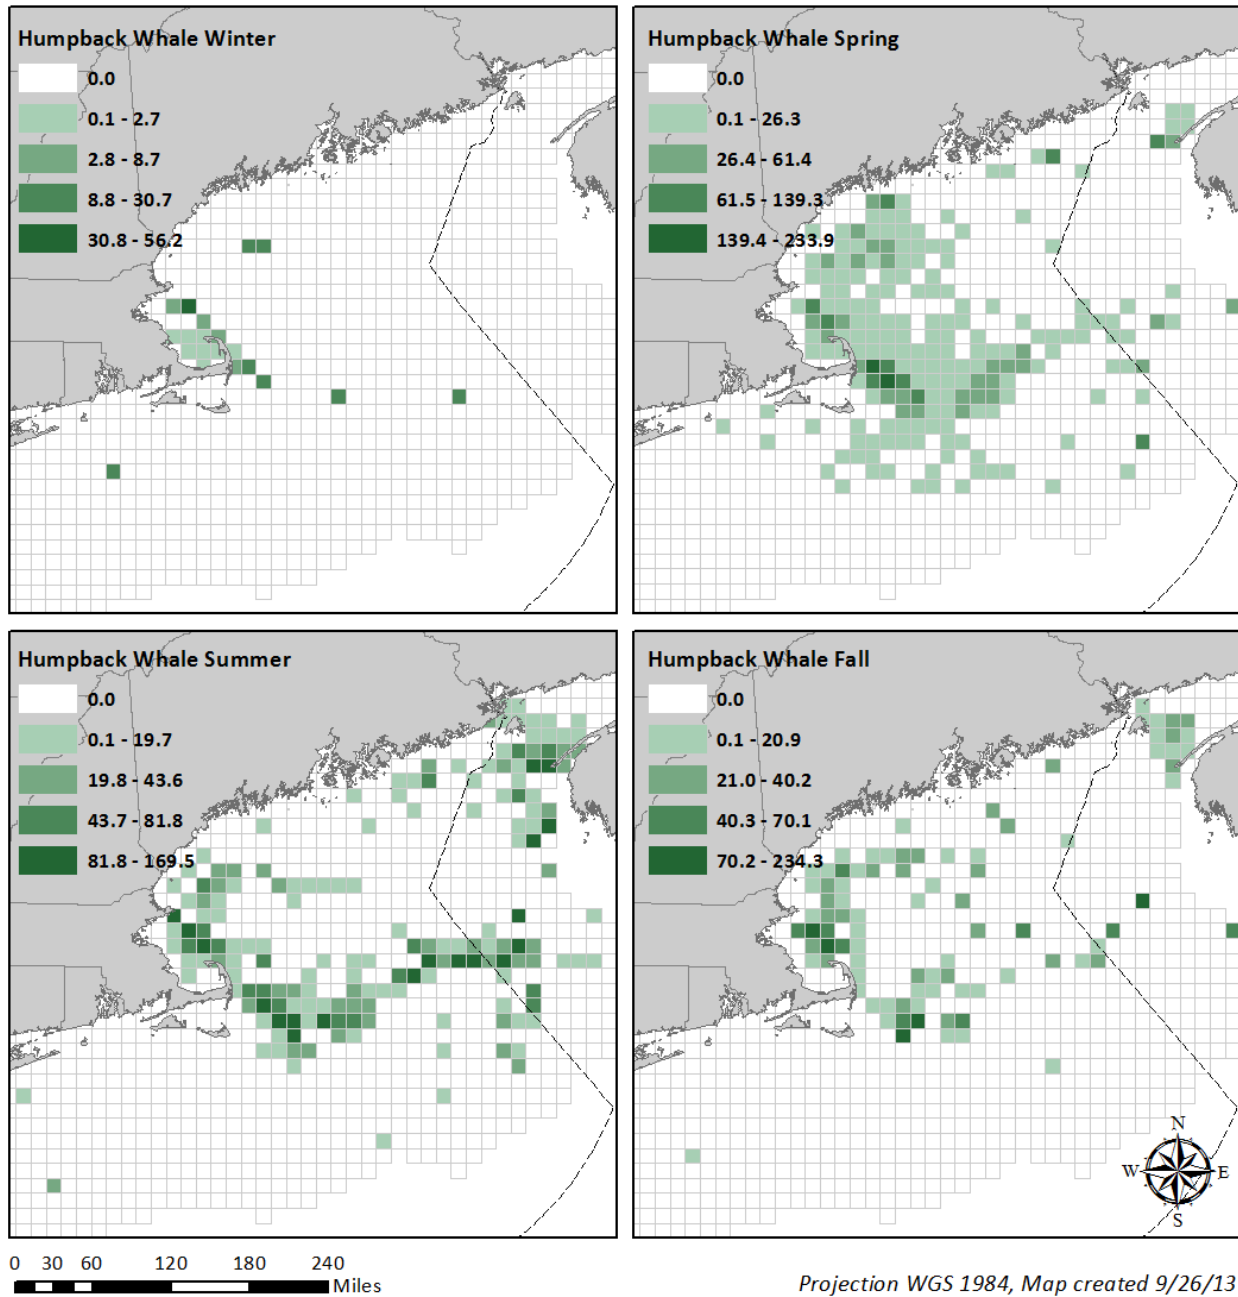 Humpback Whale Winter
0.0
0.1 - 2.7
2.8 - 8.7
8.8 - 30.7
30.8 - 56.2
Humpback Whale Spring
0.0
0.1 - 26.3
26.4 - 61.4
61.5 - 139.3
139.4 - 233.9
Humpback Whale Summer
0.0
0.1 - 19.7
19.8 - 43.6
43.7 - 81.8
81.8 - 169.5
Humpback Whale Fall
0.0
0.1 - 20.9
21.0 - 40.2
40.3 - 70.1
70.2 - 234.3
N
W E
S
0 30 60 120 180 240
Miles
Projection WGS 1984, Map created 9/26/13